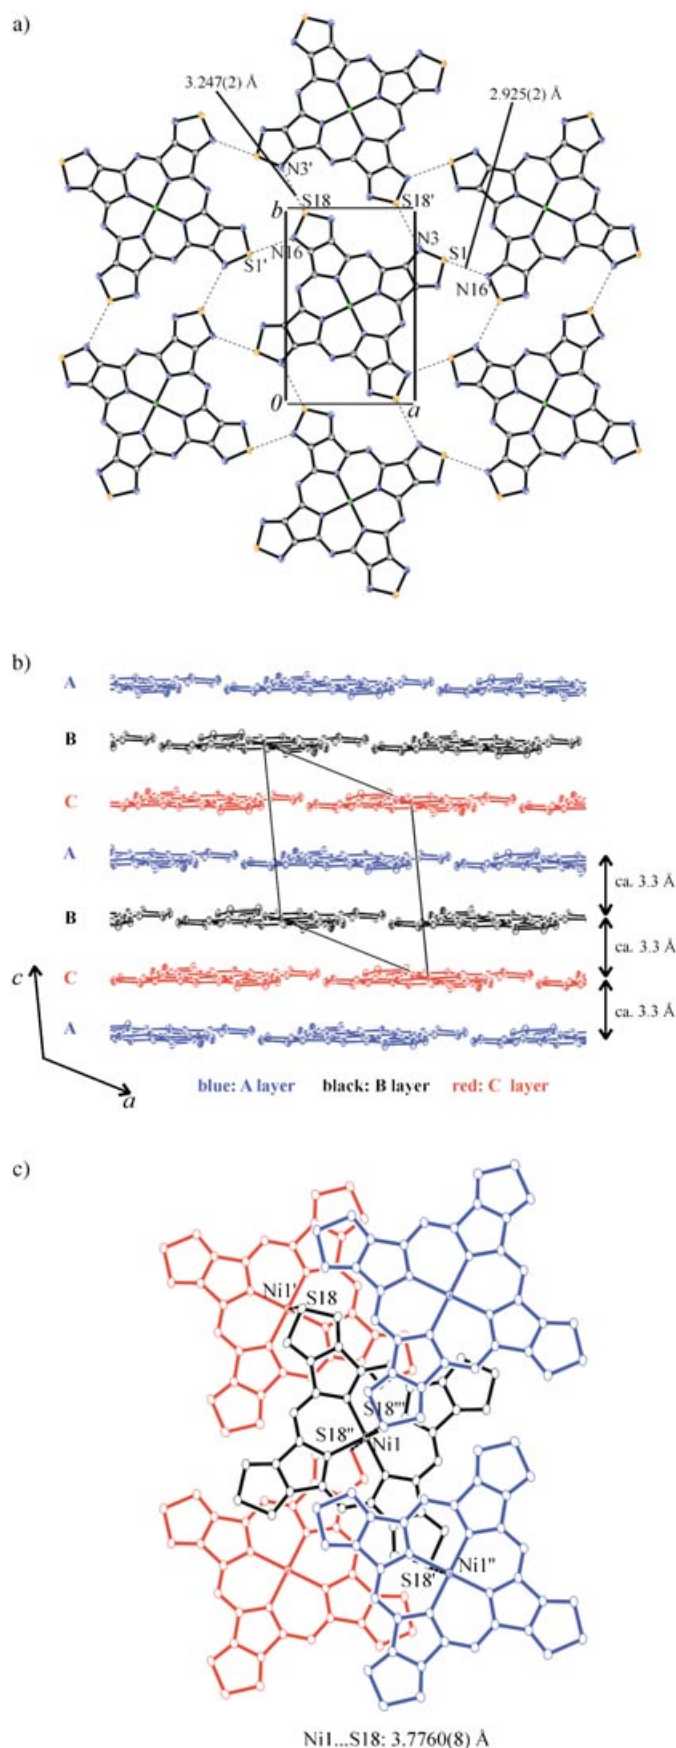 a)
3.247(2) Å
2.925(2) Å
N3'
b
S18
S18'
N3
S1
N16
S1'
N16'
0
a
b)
A
B
C
A
ca. 3.3 Å
B
ca. 3.3 Å
c
C
ca. 3.3 Å
A
a
blue: A layer black: B layer red: C layer
c)
Ni1'
S18
S18'''
S18''
Ni1
Ni1''
S18'
Ni1...S18: 3.7760(8) Å